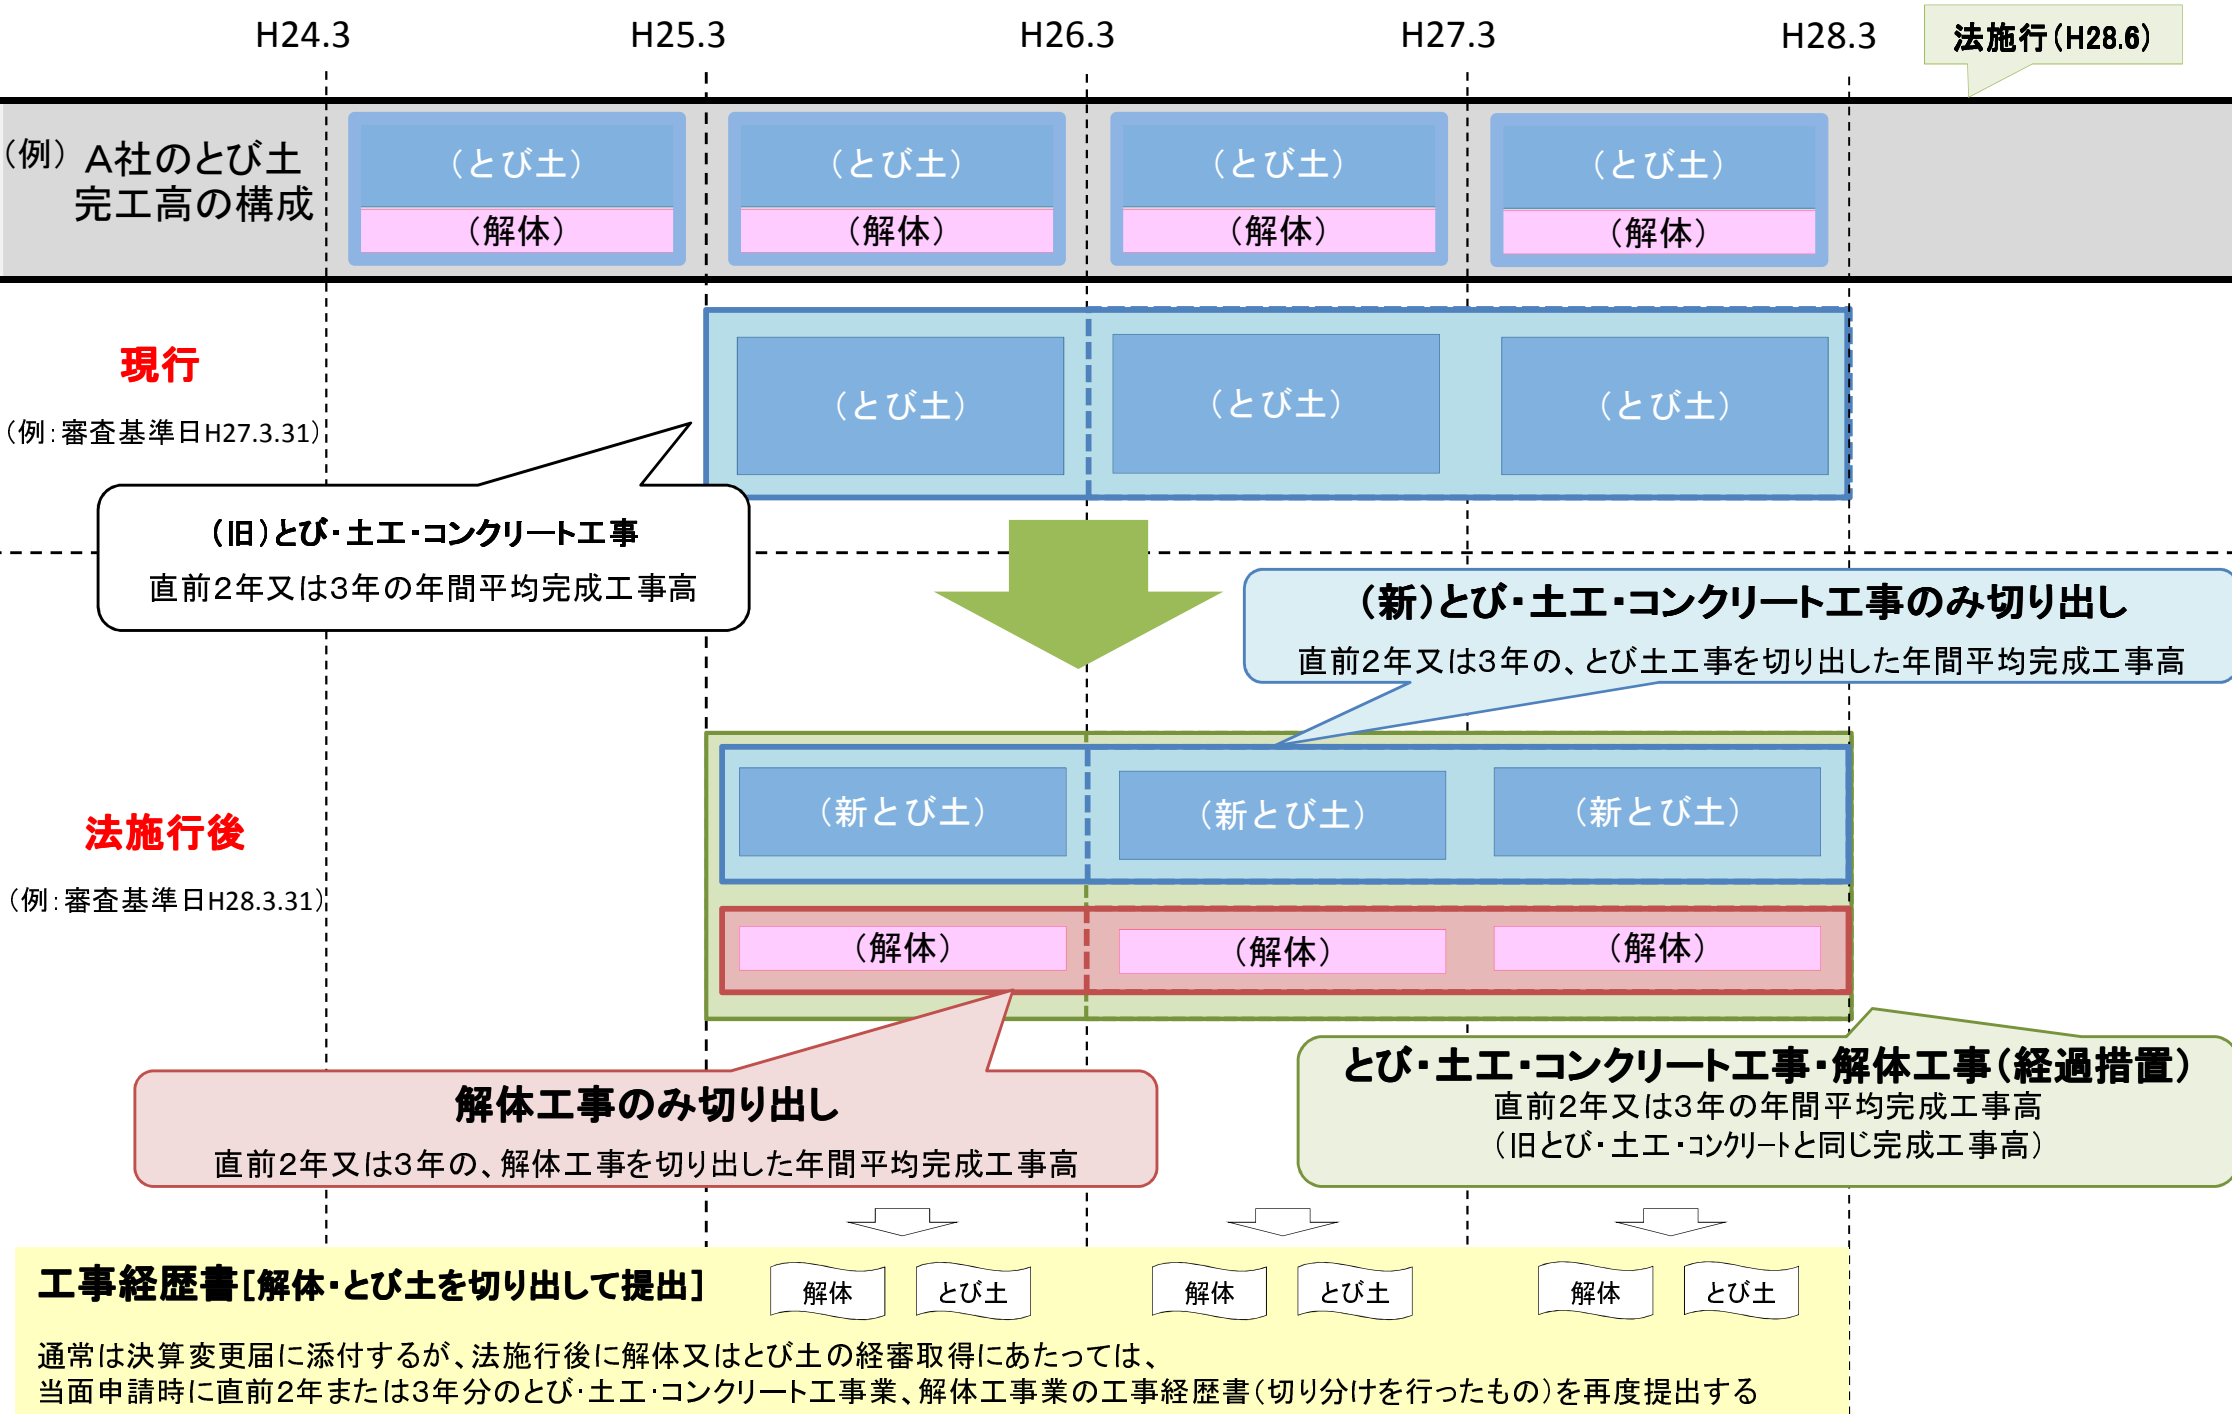 H24.3
H25.3
H26.3
H27.3
H28.3
法施行(H28.6)
(例)
A社のとび土
完工高の構成
(とび土)
(解体)
(とび土)
(解体)
(とび土)
(解体)
(とび土)
(解体)
現行
(例:審査基準日H27.3.31)
(とび土)
(とび土)
(とび土)
(旧)とび・土工・コンクリート工事
直前2年又は3年の年間平均完成工事高
(新)とび・土工・コンクリート工事のみ切り出し
直前2年又は3年の、とび土工事を切り出した年間平均完成工事高
法施行後
(例:審査基準日H28.3.31)
(新とび土)
(新とび土)
(新とび土)
(解体)
(解体)
(解体)
解体工事のみ切り出し
直前2年又は3年の、解体工事を切り出した年間平均完成工事高
とび・土工・コンクリート工事・解体工事(経過措置)
直前2年又は3年の年間平均完成工事高
(旧とび・土工・コンクリートと同じ完成工事高)
工事経歴書[解体・とび土を切り出して提出]
解体
とび土
解体
とび土
解体
とび土
通常は決算変更届に添付するが、法施行後に解体又はとび土の経審取得にあたっては、
当面申請時に直前2年または3年分のとび・土工・コンクリート工事業、解体工事業の工事経歴書(切り分けを行ったもの)を再度提出する